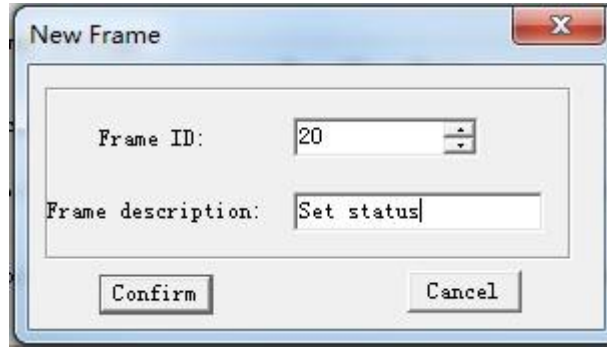 New Frame
Frame ID: 20
Frame description: Set status
Confirm Cancel